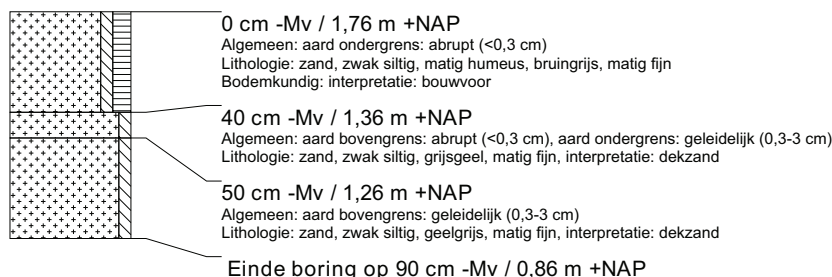 0 cm -Mv / 1,76 m +NAP
Algemeen: aard ondergrens: abrupt (<0,3 cm)
Lithologie: zand, zwak siltig, matig humeus, bruingrijs, matig fijn
Bodemkundig: interpretatie: bouwvoor
40 cm -Mv / 1,36 m +NAP
Algemeen: aard bovengrens: abrupt (<0,3 cm), aard ondergrens: geleidelijk (0,3-3 cm)
Lithologie: zand, zwak siltig, grijsgeel, matig fijn, interpretatie: dekzand
50 cm -Mv / 1,26 m +NAP
Algemeen: aard bovengrens: geleidelijk (0,3-3 cm)
Lithologie: zand, zwak siltig, geelgrijs, matig fijn, interpretatie: dekzand
Einde boring op 90 cm -Mv / 0,86 m +NAP